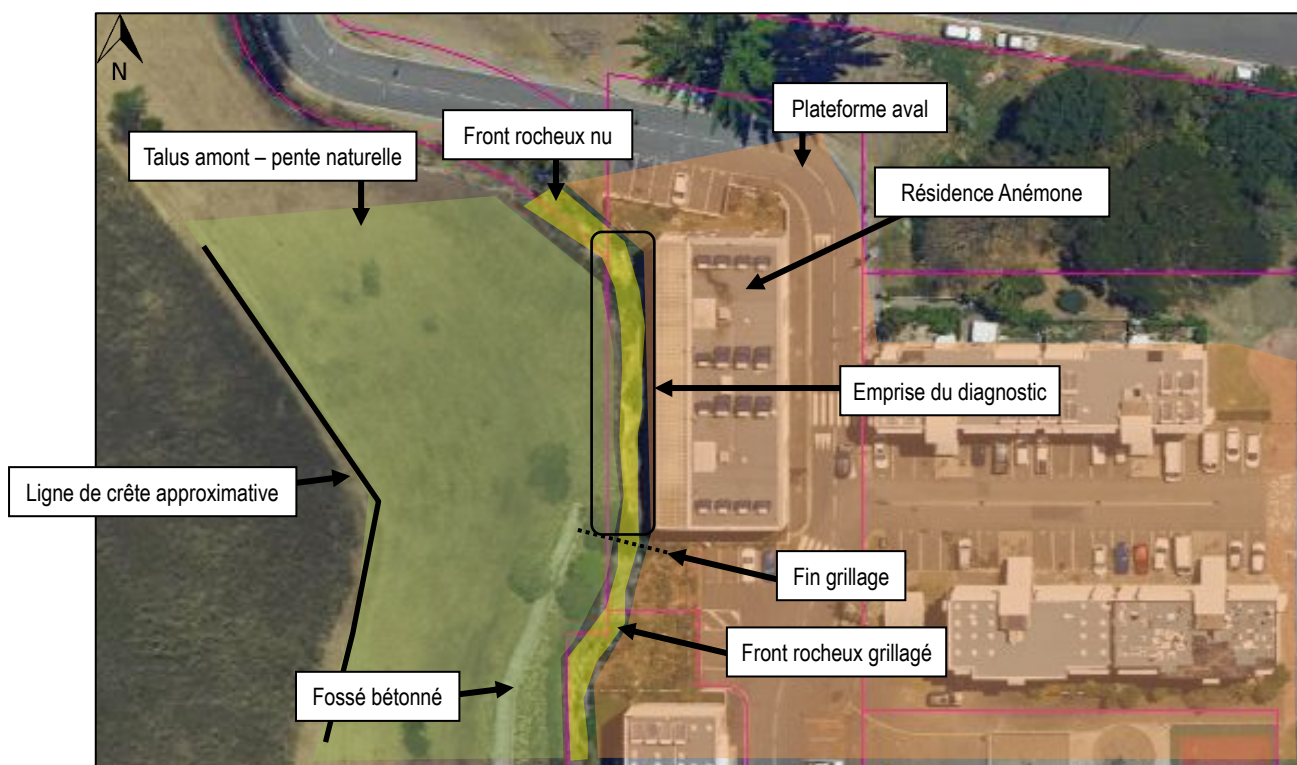 N
Plateforme aval
Front rocheux nu
Talus amont – pente naturelle
Résidence Anémone
Emprise du diagnostic
Ligne de crête approximative
Fin grillage
Front rocheux grillagé
Fossé bétonné